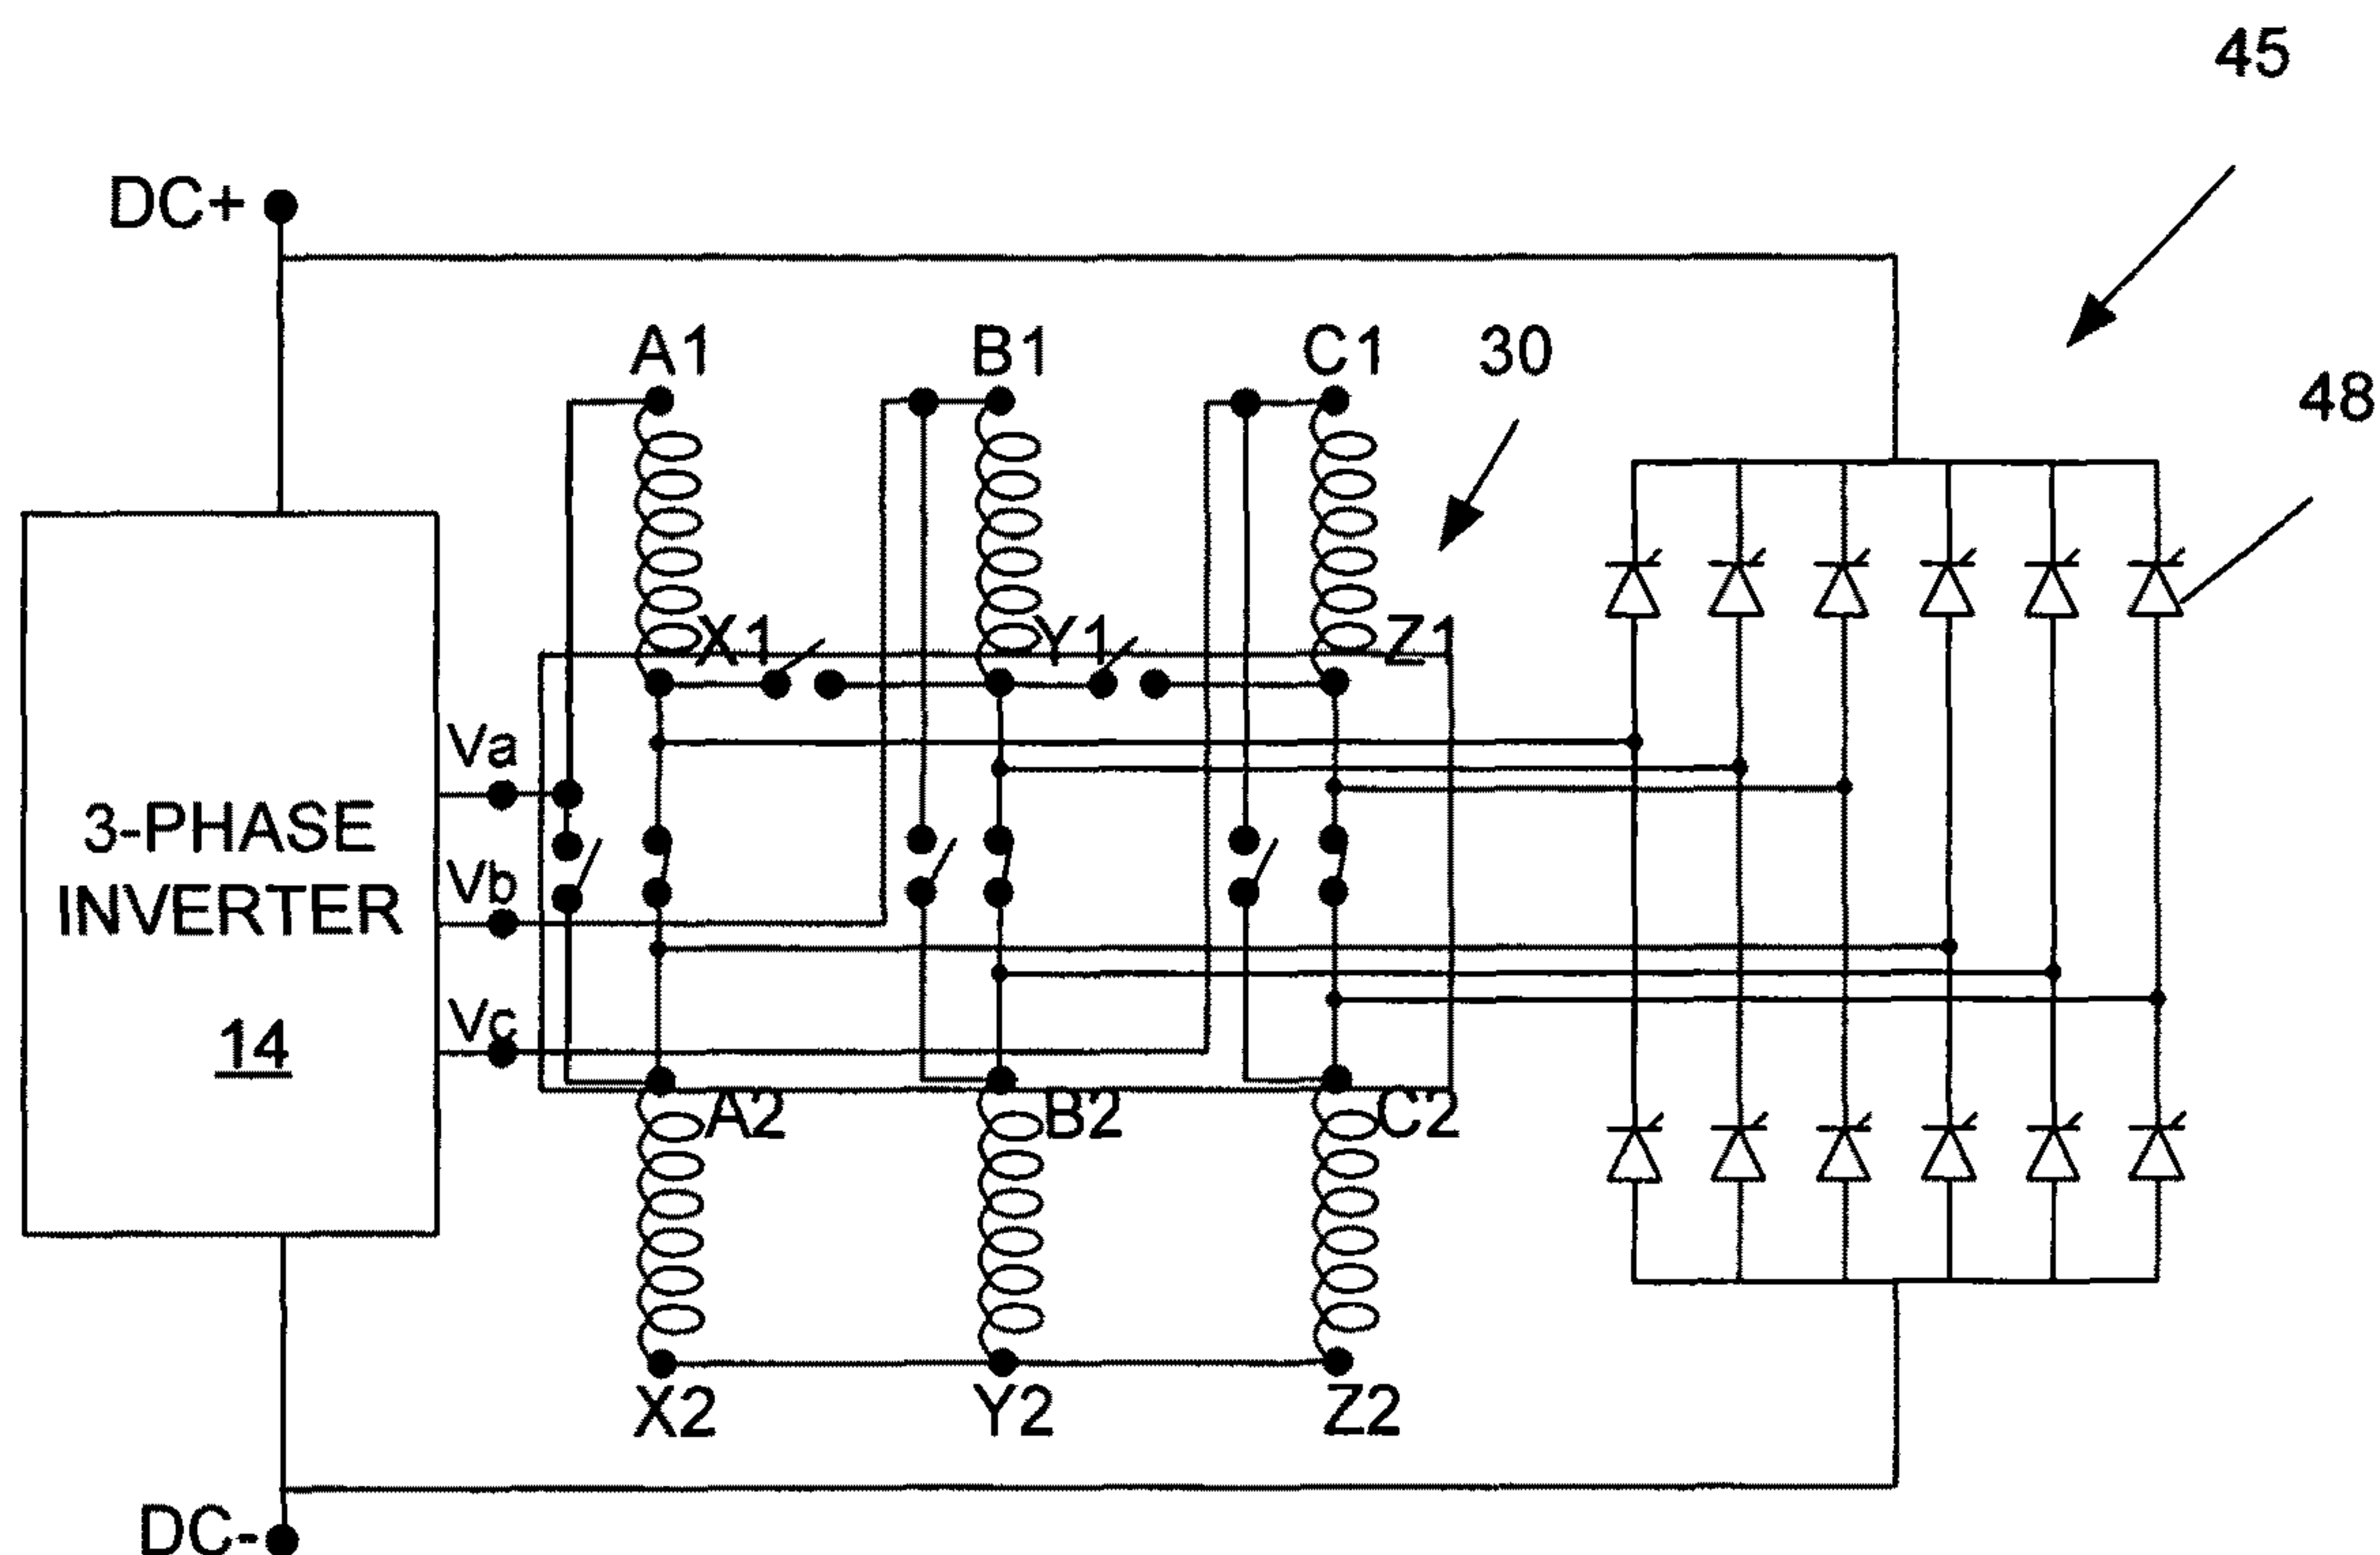 45
DC+
A1
B1
C1
30
48
X1
Y1
Z1
Va
3-PHASE
INVERTER
14
Vb
Vc
A2
B2
C2
X2
Y2
Z2
DC-